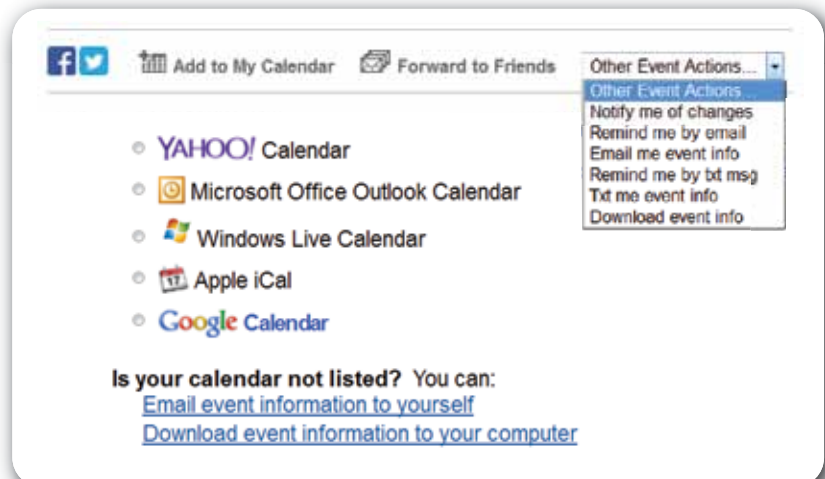 Add to My Calendar Forward to Friends Other Event Actions...
Other Event Actions...
Notify me of changes
Remind me by email
Email me event info
Remind me by txt msg
Txt me event info
Download event info
YAHOO! Calendar
Microsoft Office Outlook Calendar
Windows Live Calendar
17 Apple iCal
Google Calendar
Is your calendar not listed? You can:
Email event information to yourself
Download event information to your computer